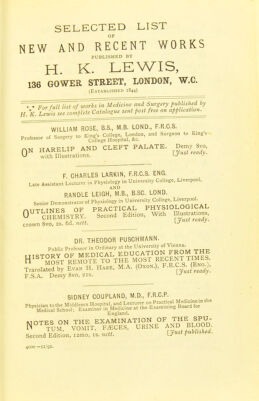 SELECTED LIST
OF
NEW AND RECENT WORKS
PUBLISHED BY
H. K. LEWIS,
136 GOWER STREET, LONDON, W.C.
(ESTABLISHED 1844)
*** For full list of works in Medicine and Surgery published by
H. K. Lewis see complete Catalogue sent post free on application.
WILLIAM ROSE, B.S., M.B. LOND., F.R.C.S.
Professor of Surgery in King's College, London, and Surgeon to King's
College Hospital, &c.
ON HARELIP AND CLEFT PALATE. Demy 8vo,
with Illustrations. [Just ready.
F. CHARLES LARKIN, F.R.C.S. ENG.
Late Assistant Lecturer in Physiology in University College, Liverpool,
AND
RANDLE LEIGH, M.B., B.SC. LOND.
Senior Demonstrator of Physiology in University College, Liverpool.
OUTLINES OF PRACTICAL PHYSIOLOGICAL
CHEMISTRY. Second Edition, With Illustrations,
crown 8vo, 2s. 6d. nett. [Just ready.
DR. THEODOR PUSCHMANN.
Public Professor in Ordinary at the University of Vienna.
HISTORY OF MEDICAL EDUCATION FROM THE
MOST REMOTE TO THE MOST RECENT TIMES.
Translated by EVAN H. HARE, M.A. (OXON.), F.R.C.S. (ENG.),
F.S.A. Demy 8vo, 21s. [Just ready.
SIDNEY COUPLAND, M.D., F.R.C.P.
Physician to the Middlesex Hospital, and Lecturer on Practical Medicine in the
Medical School; Examiner in Medicine at the Examining Board for
England.
NOTES ON THE EXAMINATION OF THE SPU-
TUM, VOMIT, FÆCES, URINE AND BLOOD.
Second Edition, 12mo, 1s. nett. [Just published.